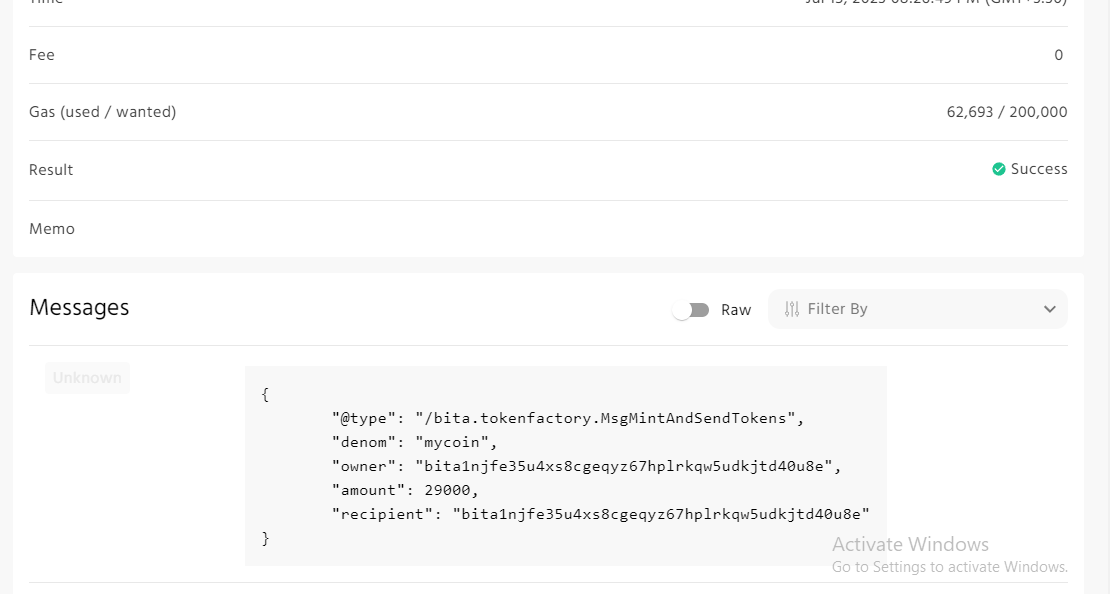 Time
Fee
0
Gas (used / wanted)
62,693 / 200,000
Result
Success
Memo
Messages
Raw
Filter By
Unknown
{
"@type": "/bita.tokenfactory.MsgMintAndSendTokens",
"denom": "mycoin",
"owner": "bita1njfe35u4xs8cgeqyz67hplrkqw5udkjtd40u8e",
"amount": 29000,
"recipient": "bita1njfe35u4xs8cgeqyz67hplrkqw5udkjtd40u8e"
}
Activate Windows
Go to Settings to activate Windows.